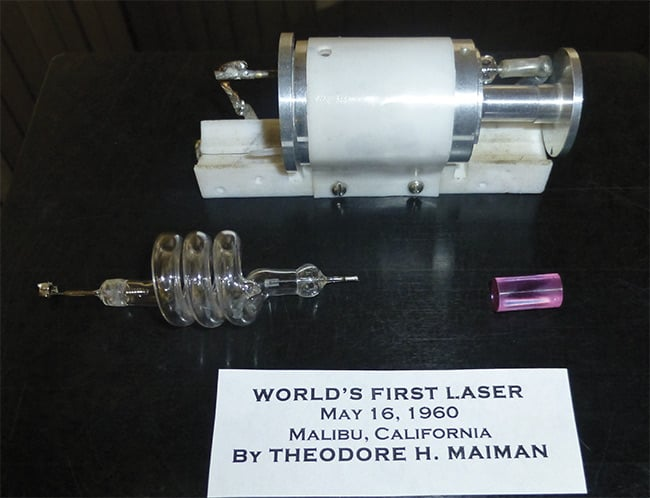 WORLD'S FIRST LASER
MAY 16, 1960
MALIBU, CALIFORNIA
BY THEODORE H. MAIMAN